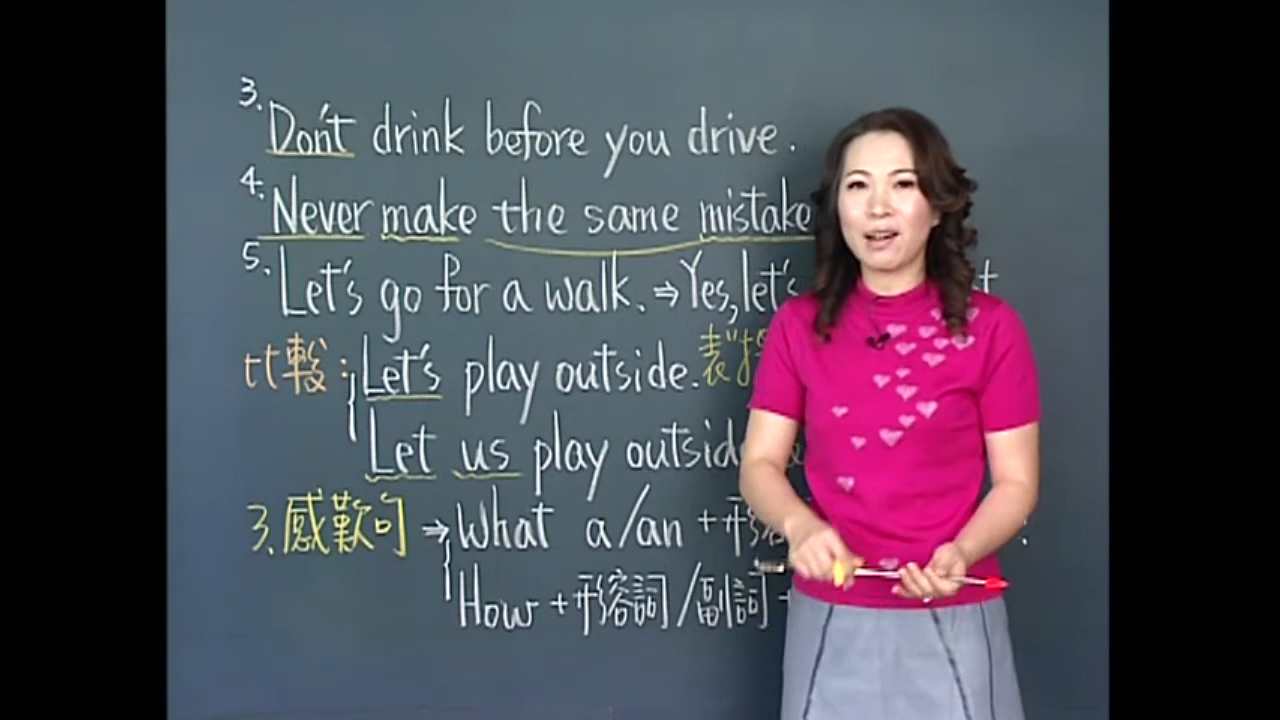 3. Don't drink before you drive.
4. Never make the same mistake
5. Let's go for a walk. ⇒ Yes, let's
比較: Let's play outside. 表
Let us play outsid
3. 感歎句 ⇒ What a/an + 形容
How + 形容詞/副詞 +